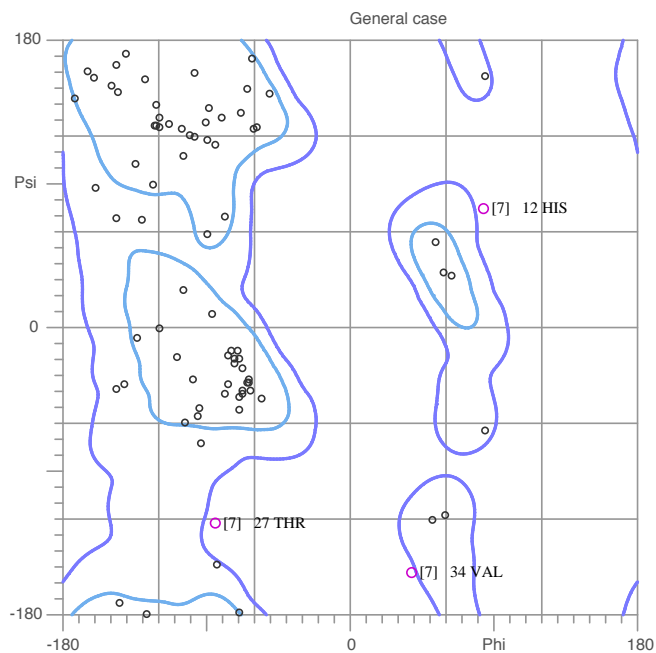 General case
180
Psi
[7] 12 HIS
0
[7] 27 THR
[7] 34 VAL
-180
-180 0 Phi 180